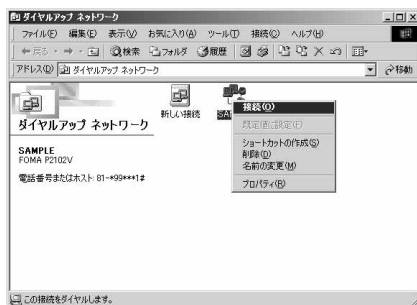 ダイヤルアップ ネットワーク
ファイル(F) 編集(E) 表示(V) お気に入り(A) ツール(T) 接続(C) ヘルプ(H)
戻る 検索 フォルダ 履歴
アドレス(D) ダイヤルアップ ネットワーク 移動
新しい接続
ダイヤルアップ ネットワーク
SAMPLE
FOMA P2102V
電話番号またはホスト: 81-*99***1#
接続(O)
既定値に設定(F)
ショートカットの作成(S)
削除(D)
名前の変更(M)
プロパティ(R)
この接続をダイヤルします。